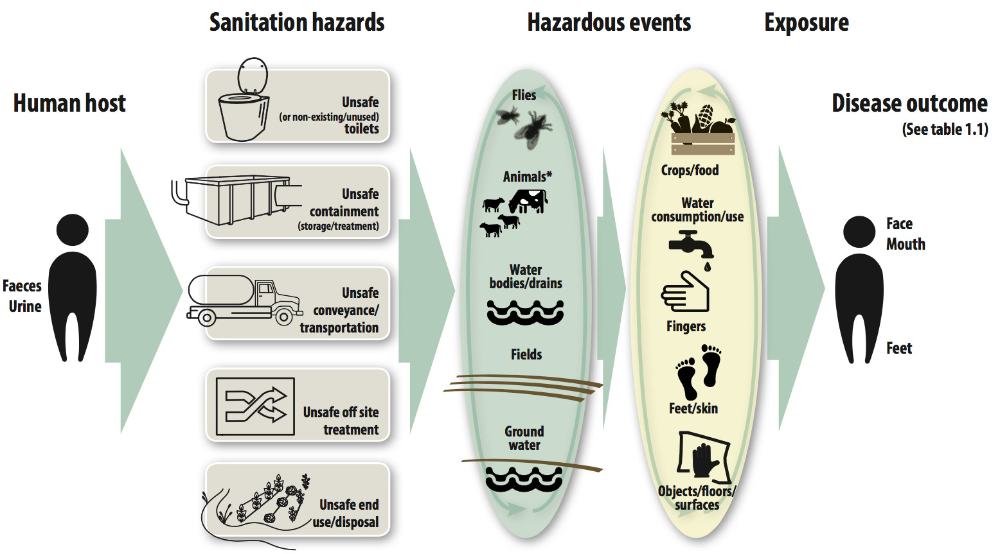 Sanitation hazards
Hazardous events
Exposure
Human host
Disease outcome
(See table 1.1)
Faeces
Urine
Unsafe
(or non-existing/unused)
toilets
Unsafe
containment
(storage/treatment)
Unsafe
conveyance/
transportation
Unsafe off site
treatment
Unsafe end
use/disposal
Flies
Animals*
Water
bodies/drains
Fields
Ground
water
Crops/food
Water
consumption/use
Fingers
Feet/skin
Objects/floors/
surfaces
Face
Mouth
Feet